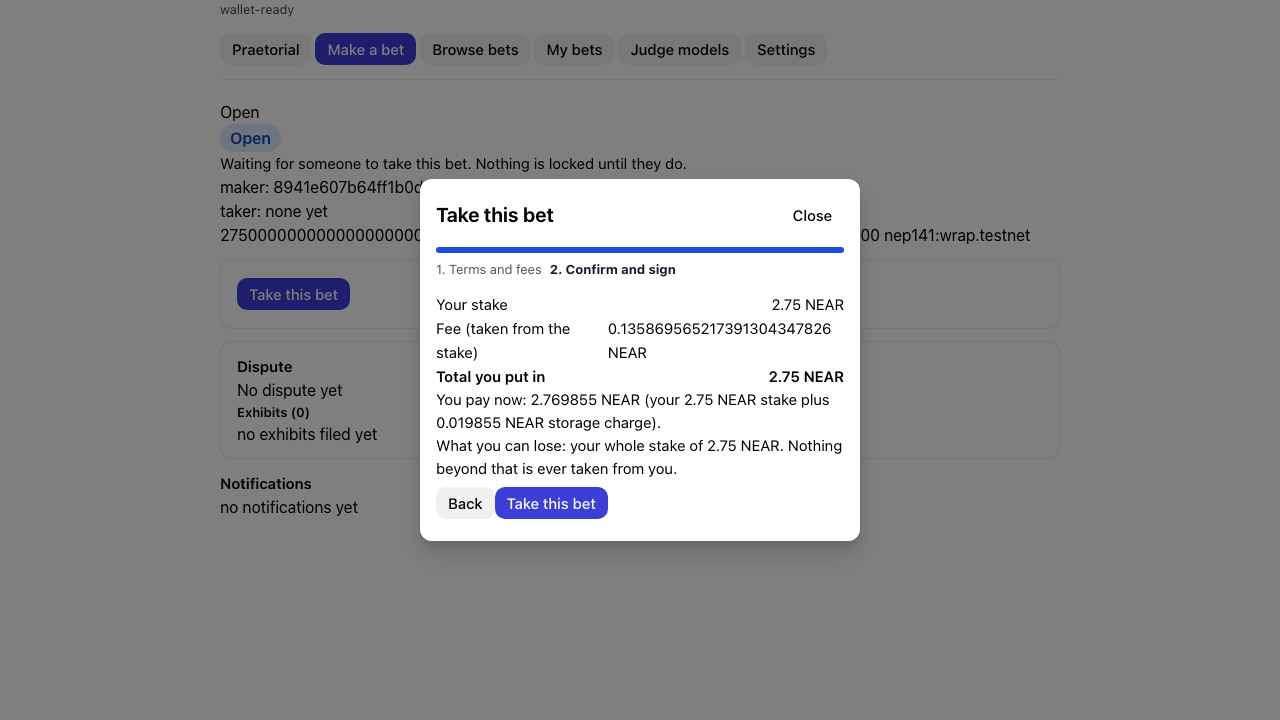 wallet-ready
Praetorial Make a bet Browse bets My bets Judge models Settings
Open
Open
Waiting for someone to take this bet. Nothing is locked until they do.
maker: 8941e607b64ff1b0
taker: none yet
00 nep141:wrap.testnet
Take this bet
Dispute
No dispute yet
Exhibits (0)
no exhibits filed yet
Notifications
no notifications yet
Take this bet Close
1. Terms and fees 2. Confirm and sign
Your stake 2.75 NEAR
Fee (taken from the 0.135869565217391304347826
stake) NEAR
Total you put in 2.75 NEAR
You pay now: 2.769855 NEAR (your 2.75 NEAR stake plus
0.019855 NEAR storage charge).
What you can lose: your whole stake of 2.75 NEAR. Nothing
beyond that is ever taken from you.
Back Take this bet